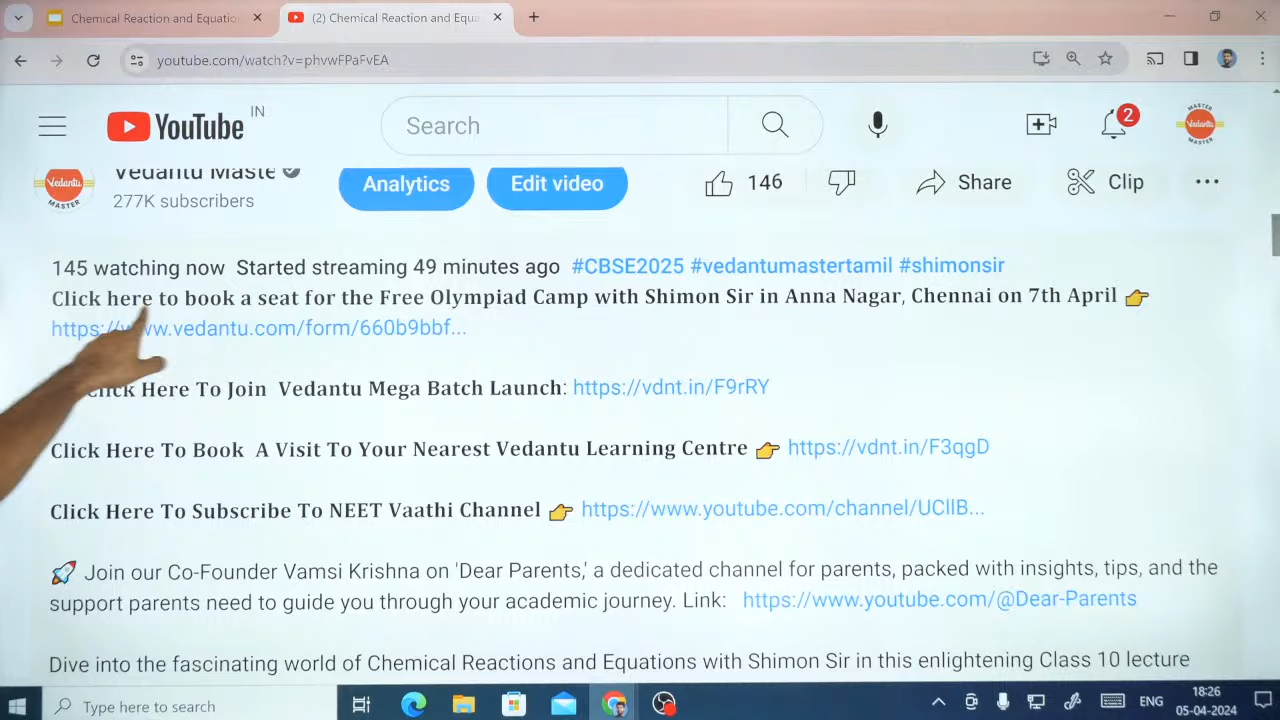 Chemical Reaction and Equation
(2) Chemical Reaction and Equa
youtube.com/watch?v=phvwFPaFvEA
YouTube IN
Search
2
Vedantu
MASTER
Vedantu Maste
277K subscribers
Analytics
Edit video
146
Share
Clip
145 watching now Started streaming 49 minutes ago #CBSE2025 #vedantumastertamil #shimonsir
Click here to book a seat for the Free Olympiad Camp with Shimon Sir in Anna Nagar, Chennai on 7th April 👉
https://www.vedantu.com/form/660b9bbf...
Click Here To Join Vedantu Mega Batch Launch: https://vdnt.in/F9rRY
Click Here To Book A Visit To Your Nearest Vedantu Learning Centre 👉 https://vdnt.in/F3qgD
Click Here To Subscribe To NEET Vaathi Channel 👉 https://www.youtube.com/channel/UCllB...
🚀 Join our Co-Founder Vamsi Krishna on 'Dear Parents,' a dedicated channel for parents, packed with insights, tips, and the
support parents need to guide you through your academic journey. Link: https://www.youtube.com/@Dear-Parents
Dive into the fascinating world of Chemical Reactions and Equations with Shimon Sir in this enlightening Class 10 lecture
Type here to search
ENG
18:26
05-04-2024